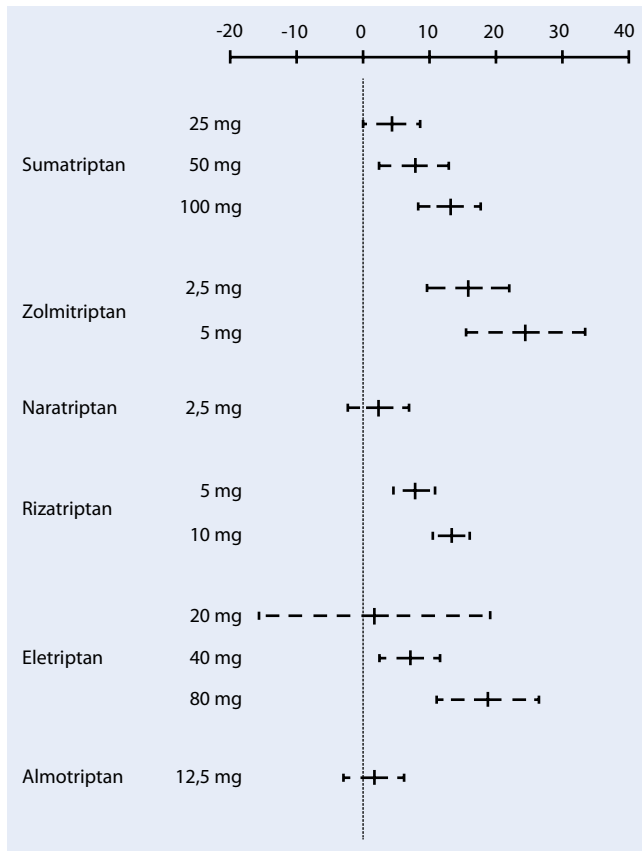 -20 -10 0 10 20 30 40
25 mg
Sumatriptan 50 mg
100 mg
2,5 mg
Zolmitriptan
5 mg
Naratriptan 2,5 mg
5 mg
Rizatriptan
10 mg
20 mg
Eletriptan 40 mg
80 mg
Almotriptan 12,5 mg